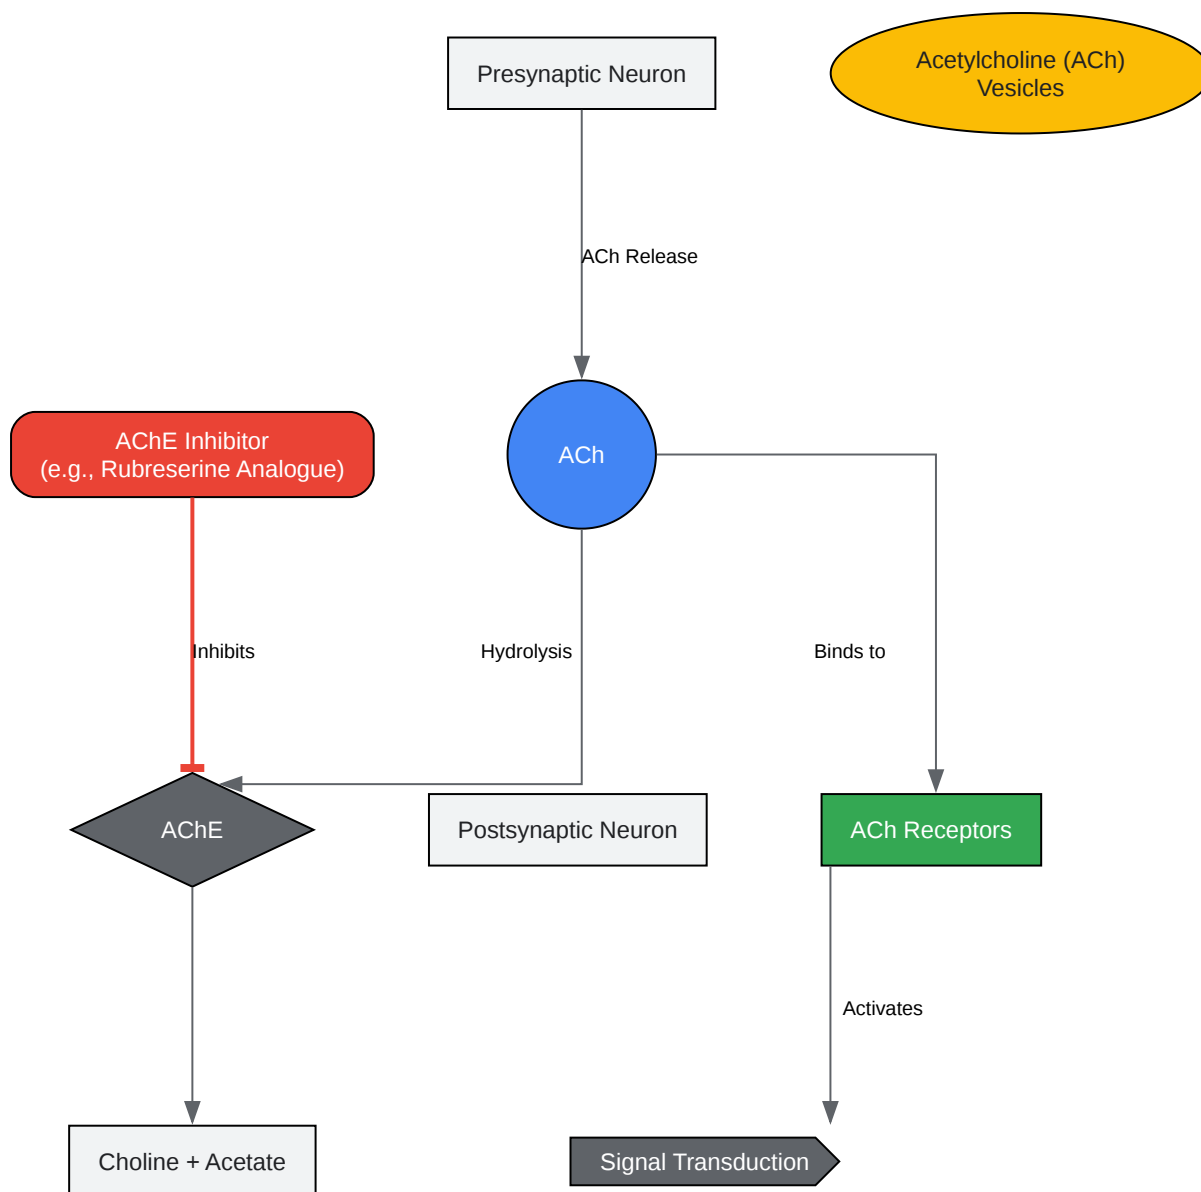 Presynaptic Neuron
Acetylcholine (ACh)
Vesicles
ACh Release
AChE Inhibitor
(e.g., Rubreserine Analogue)
ACh
Inhibits
Hydrolysis
Binds to
AChE
Postsynaptic Neuron
ACh Receptors
Activates
Choline + Acetate
Signal Transduction